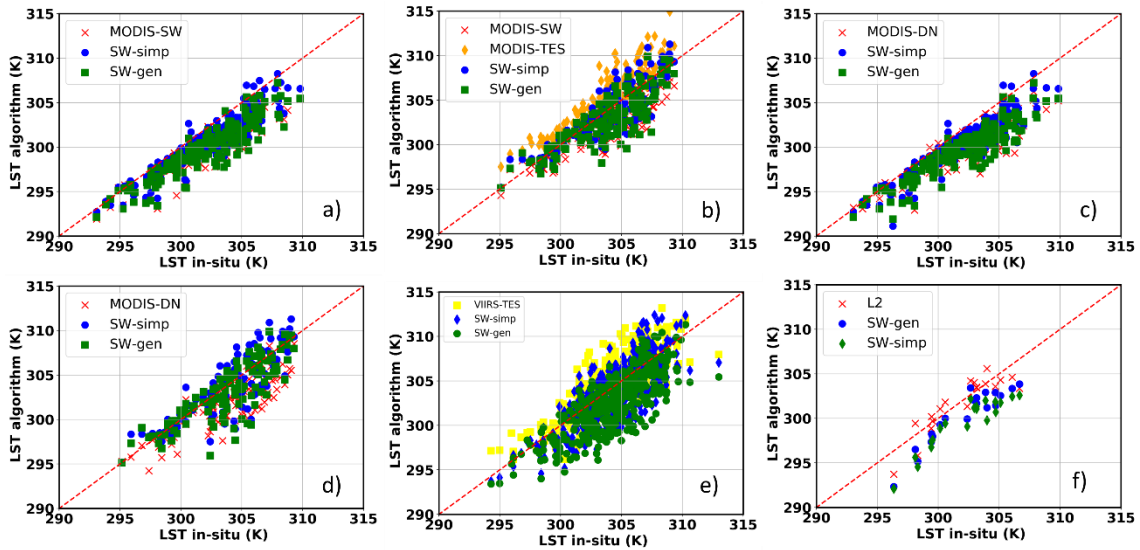 MODIS-SW
SW-simp
SW-gen
LST algorithm (K)
315
310
305
300
295
290
290 295 300 305 310 315
LST in-situ (K)
a)
MODIS-SW
MODIS-TES
SW-simp
SW-gen
LST algorithm (K)
315
310
305
300
295
290
290 295 300 305 310 315
LST in-situ (K)
b)
MODIS-DN
SW-simp
SW-gen
LST algorithm (K)
315
310
305
300
295
290
290 295 300 305 310 315
LST in-situ (K)
c)
MODIS-DN
SW-simp
SW-gen
LST algorithm (K)
315
310
305
300
295
290
290 295 300 305 310 315
LST in-situ (K)
d)
VIIRS-TES
SW-simp
SW-gen
LST algorithm (K)
315
310
305
300
295
290
290 295 300 305 310 315
LST in-situ (K)
e)
L2
SW-gen
SW-simp
LST algorithm (K)
315
310
305
300
295
290
290 295 300 305 310 315
LST in-situ (K)
f)